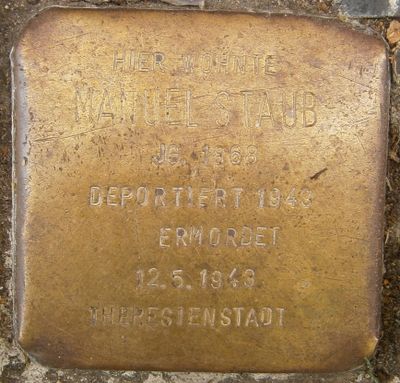 HIER WOHNTE
MANUEL STAUB
JG. 1868
DEPORTIERT 1943
ERMORDET
12.5.1943
THERESIENSTADT